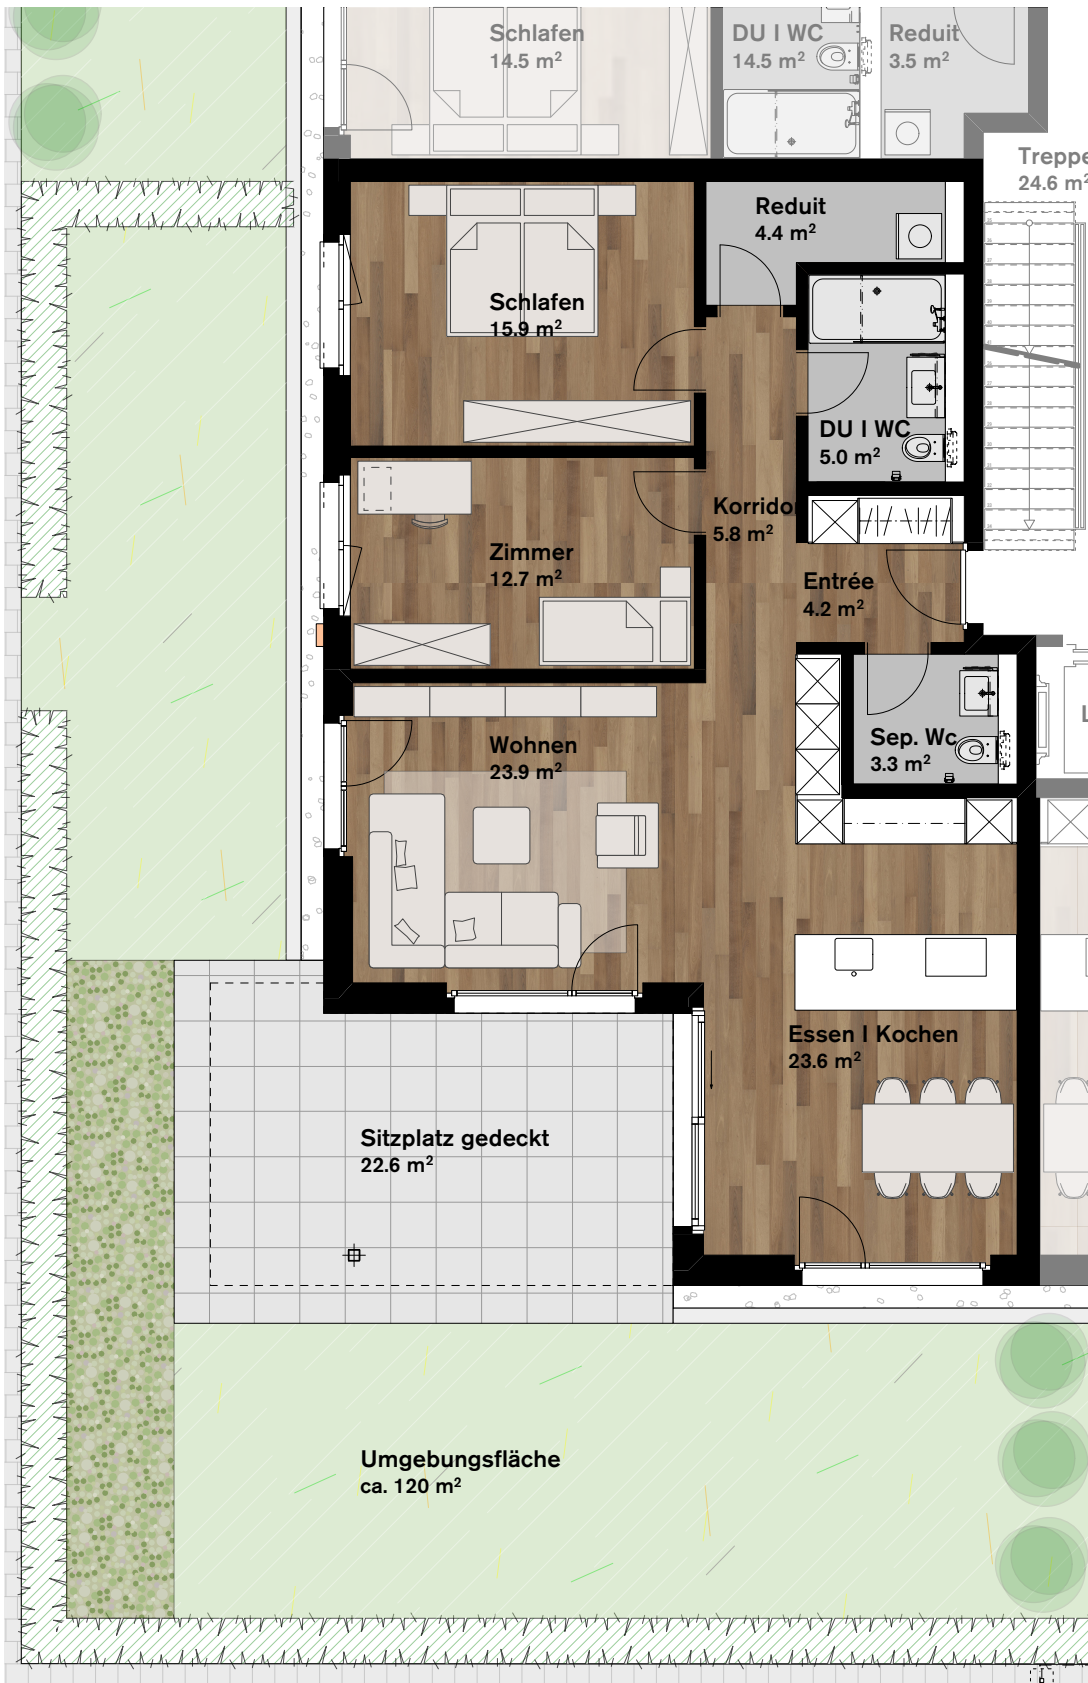 Schlafen
14.5 m²
DU I WC
14.5 m²
Reduit
3.5 m²
Treppe
24.6 m²
Reduit
4.4 m²
Schlafen
15.9 m²
DU I WC
5.0 m²
Korridor
5.8 m²
Zimmer
12.7 m²
Entrée
4.2 m²
Wohnen
23.9 m²
Sep. Wc
3.3 m²
L
Essen I Kochen
23.6 m²
Sitzplatz gedeckt
22.6 m²
Umgebungsfläche
ca. 120 m²